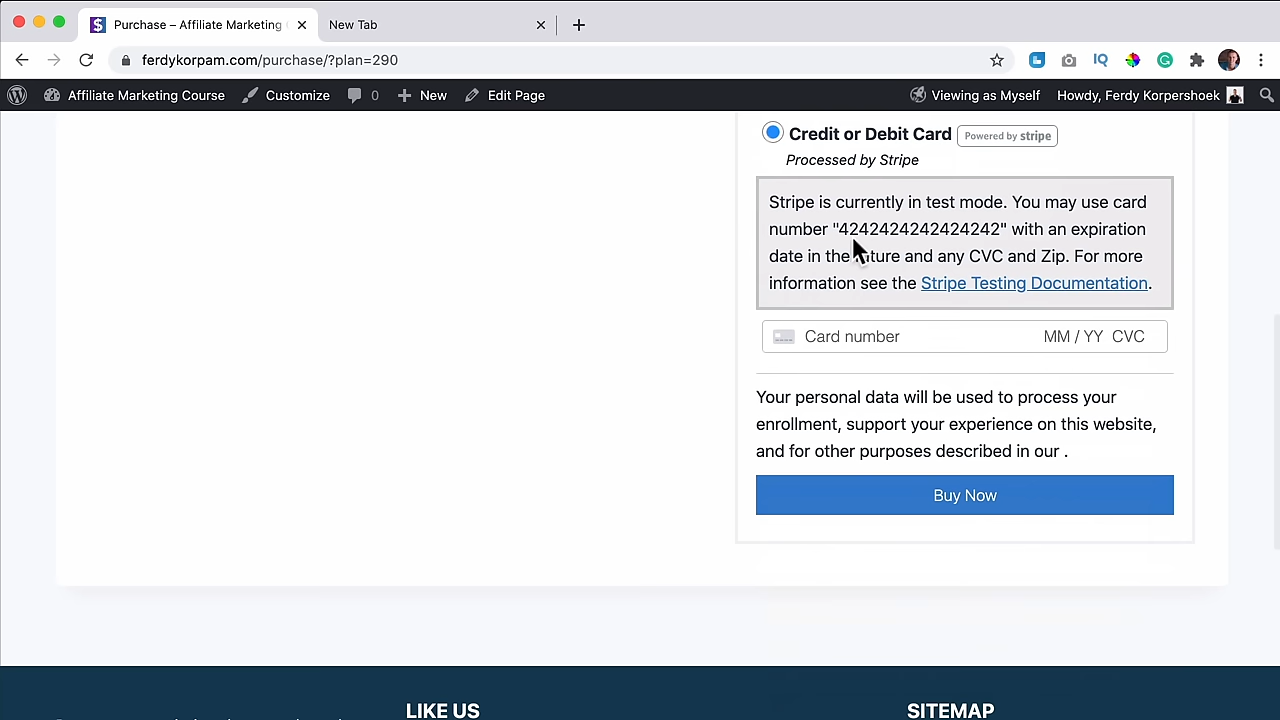 Purchase – Affiliate Marketing
New Tab
ferdykorpam.com/purchase/?plan=290
IQ
Affiliate Marketing Course Customize 0 New Edit Page Viewing as Myself Howdy, Ferdy Korpershoek
Credit or Debit Card Powered by stripe
Processed by Stripe
Stripe is currently in test mode. You may use card
number "4242424242424242" with an expiration
date in the future and any CVC and Zip. For more
information see the Stripe Testing Documentation.
Card number MM / YY CVC
Your personal data will be used to process your
enrollment, support your experience on this website,
and for other purposes described in our .
Buy Now
LIKE US
SITEMAP